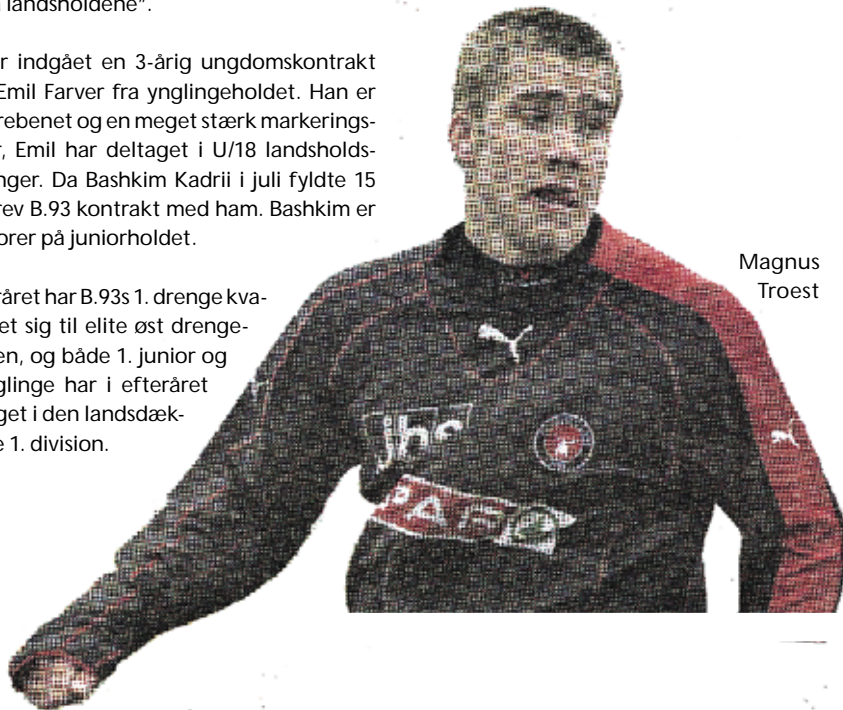 landsholdene".
r indgået en 3-årig ungdomskontrakt
Emil Farver fra ynglingeholdet. Han er
rebenet og en meget stærk markerings-
, Emil har deltaget i U/18 landsholds-
nger. Da Bashkim Kadrii i juli fyldte 15
rev B.93 kontrakt med ham. Bashkim er
orer på juniorholdet.
året har B.93s 1. drenge kva-
et sig til elite øst drenge-
en, og både 1. junior og
glinge har i efteråret
get i den landsdæk-
e 1. division.
Magnus
Troest